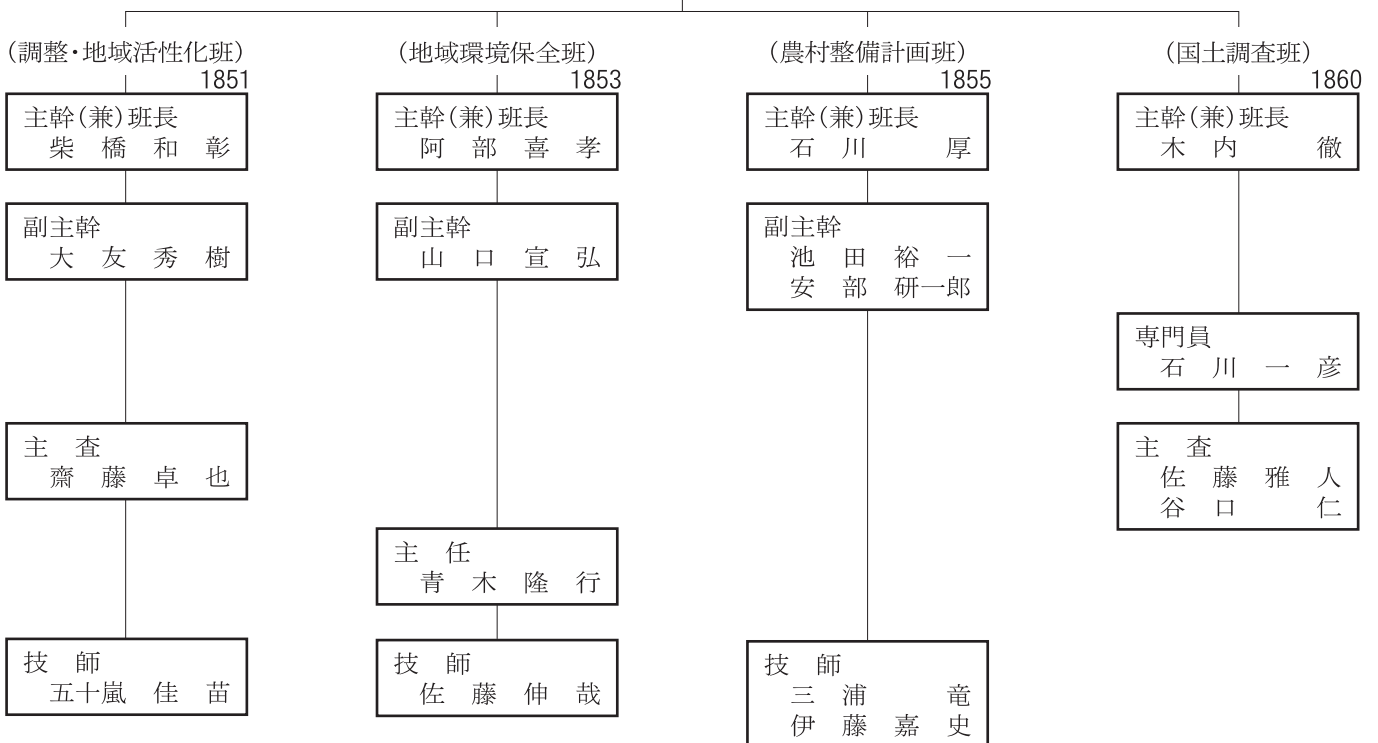 (調整・地域活性化班)
1851
主幹(兼)班長
柴橋和彰
副主幹
大友秀樹
主査
齋藤卓也
技師
五十嵐佳苗
(地域環境保全班)
1853
主幹(兼)班長
阿部喜孝
副主幹
山口宣弘
主任
青木隆行
技師
佐藤伸哉
(農村整備計画班)
1855
主幹(兼)班長
石川厚
副主幹
池田裕一
安部研一郎
技師
三浦竜
伊藤嘉史
(国土調査班)
1860
主幹(兼)班長
木内徹
専門員
石川一彦
主査
佐藤雅人
谷口仁